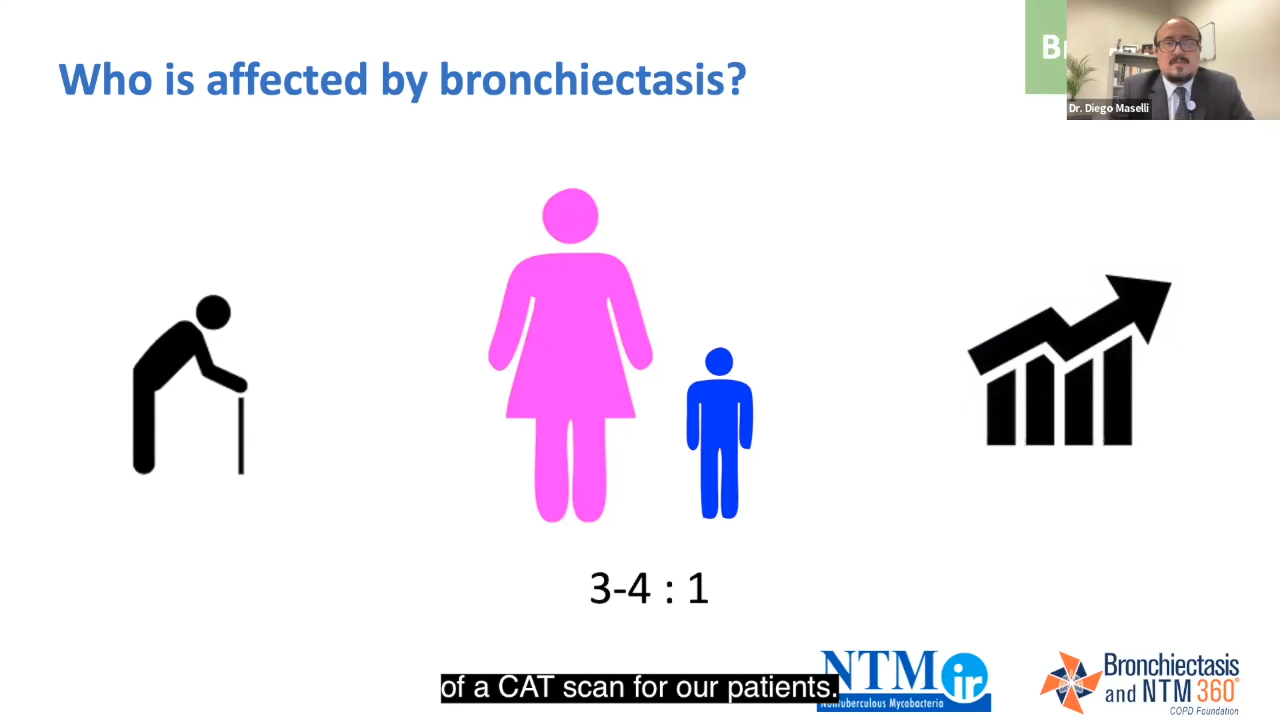 Who is affected by bronchiectasis?
Dr. Diego Maselli
3-4 : 1
of a CAT scan for our patients.
NTMir
Nontuberculous Mycobacteria
Bronchiectasis
and NTM 360°
COPD Foundation